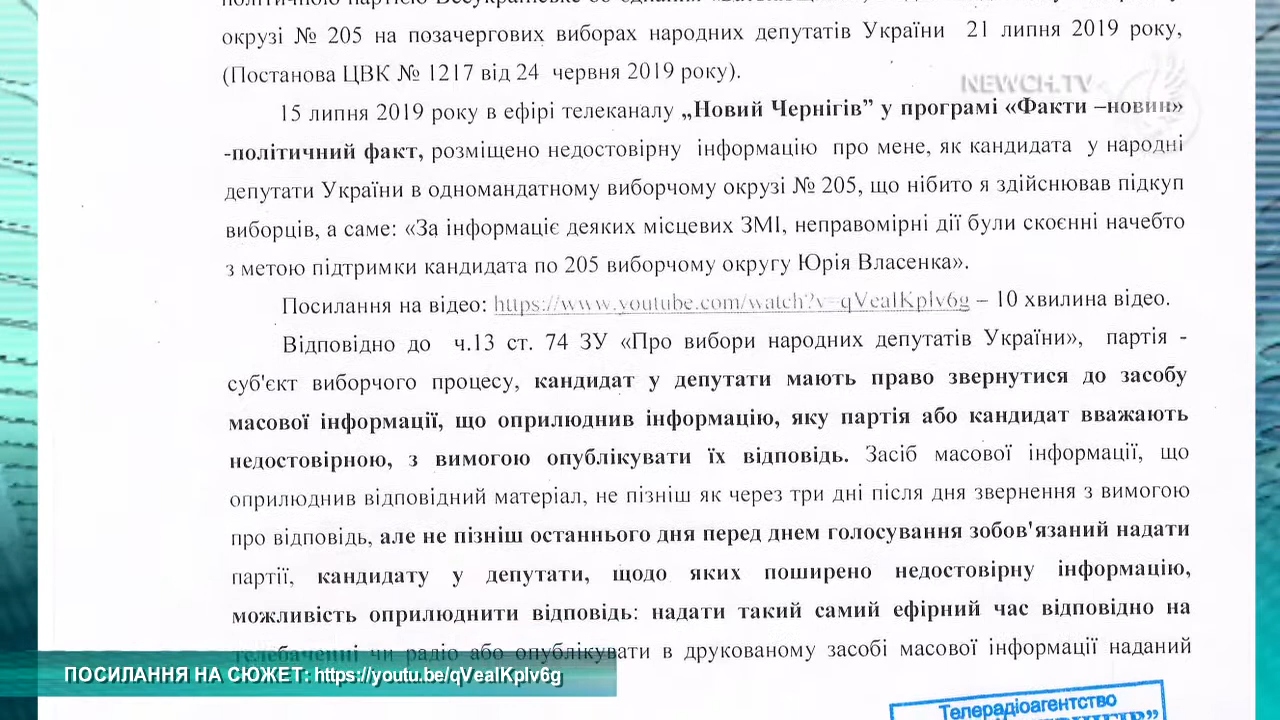 політичною партією Всеукраїнське
округі № 205 на позачергових виборах народних депутатів України 21 липня 2019 року,
(Постанова ЦВК № 1217 від 24 червня 2019 року).
NEWCH.TV
15 липня 2019 року в ефірі телеканалу „Новий Чернігів” у програмі «Факти –новин»
-політичний факт, розміщено недостовірну інформацію про мене, як кандидата у народні
депутати України в одномандатному виборчому окрузі № 205, що нібито я здійснював підкуп
виборців, а саме: «За інформаціє деяких місцевих ЗМІ, неправомірні дії були скоєнні начебто
з метою підтримки кандидата по 205 виборчому округу Юрія Власенка».
Посилання на відео: https://www.youtube.com/watch?v=qVeaIKplv6g – 10 хвилина відео.
Відповідно до ч.13 ст. 74 ЗУ «Про вибори народних депутатів України», партія -
суб'єкт виборчого процесу, кандидат у депутати мають право звернутися до засобу
масової інформації, що оприлюднив інформацію, яку партія або кандидат вважають
недостовірною, з вимогою опублікувати їх відповідь. Засіб масової інформації, що
оприлюднив відповідний матеріал, не пізніш як через три дні після дня звернення з вимогою
про відповідь, але не пізніш останнього дня перед днем голосування зобов'язаний надати
партії, кандидату у депутати, щодо яких поширено недостовірну інформацію,
можливість оприлюднити відповідь: надати такий самий ефірний час відповідно на
телебаченні чи радіо або опублікувати в друкованому засобі масової інформації наданий
ПОСИЛАННЯ НА СЮЖЕТ: https://youtu.be/qVeaIKplv6g
Телерадіоагентство